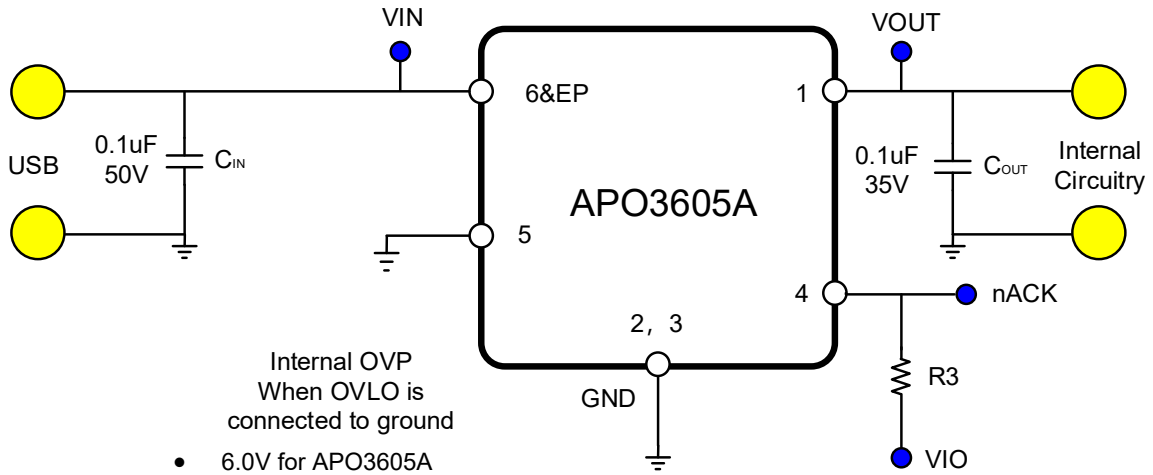 VIN
VOUT
6&EP
1
0.1uF
50V
CIN
USB
0.1uF
35V
COUT
Internal
Circuitry
APO3605A
5
4
nACK
2, 3
GND
R3
VIO
Internal OVP
When OVLO is
connected to ground
• 6.0V for APO3605A